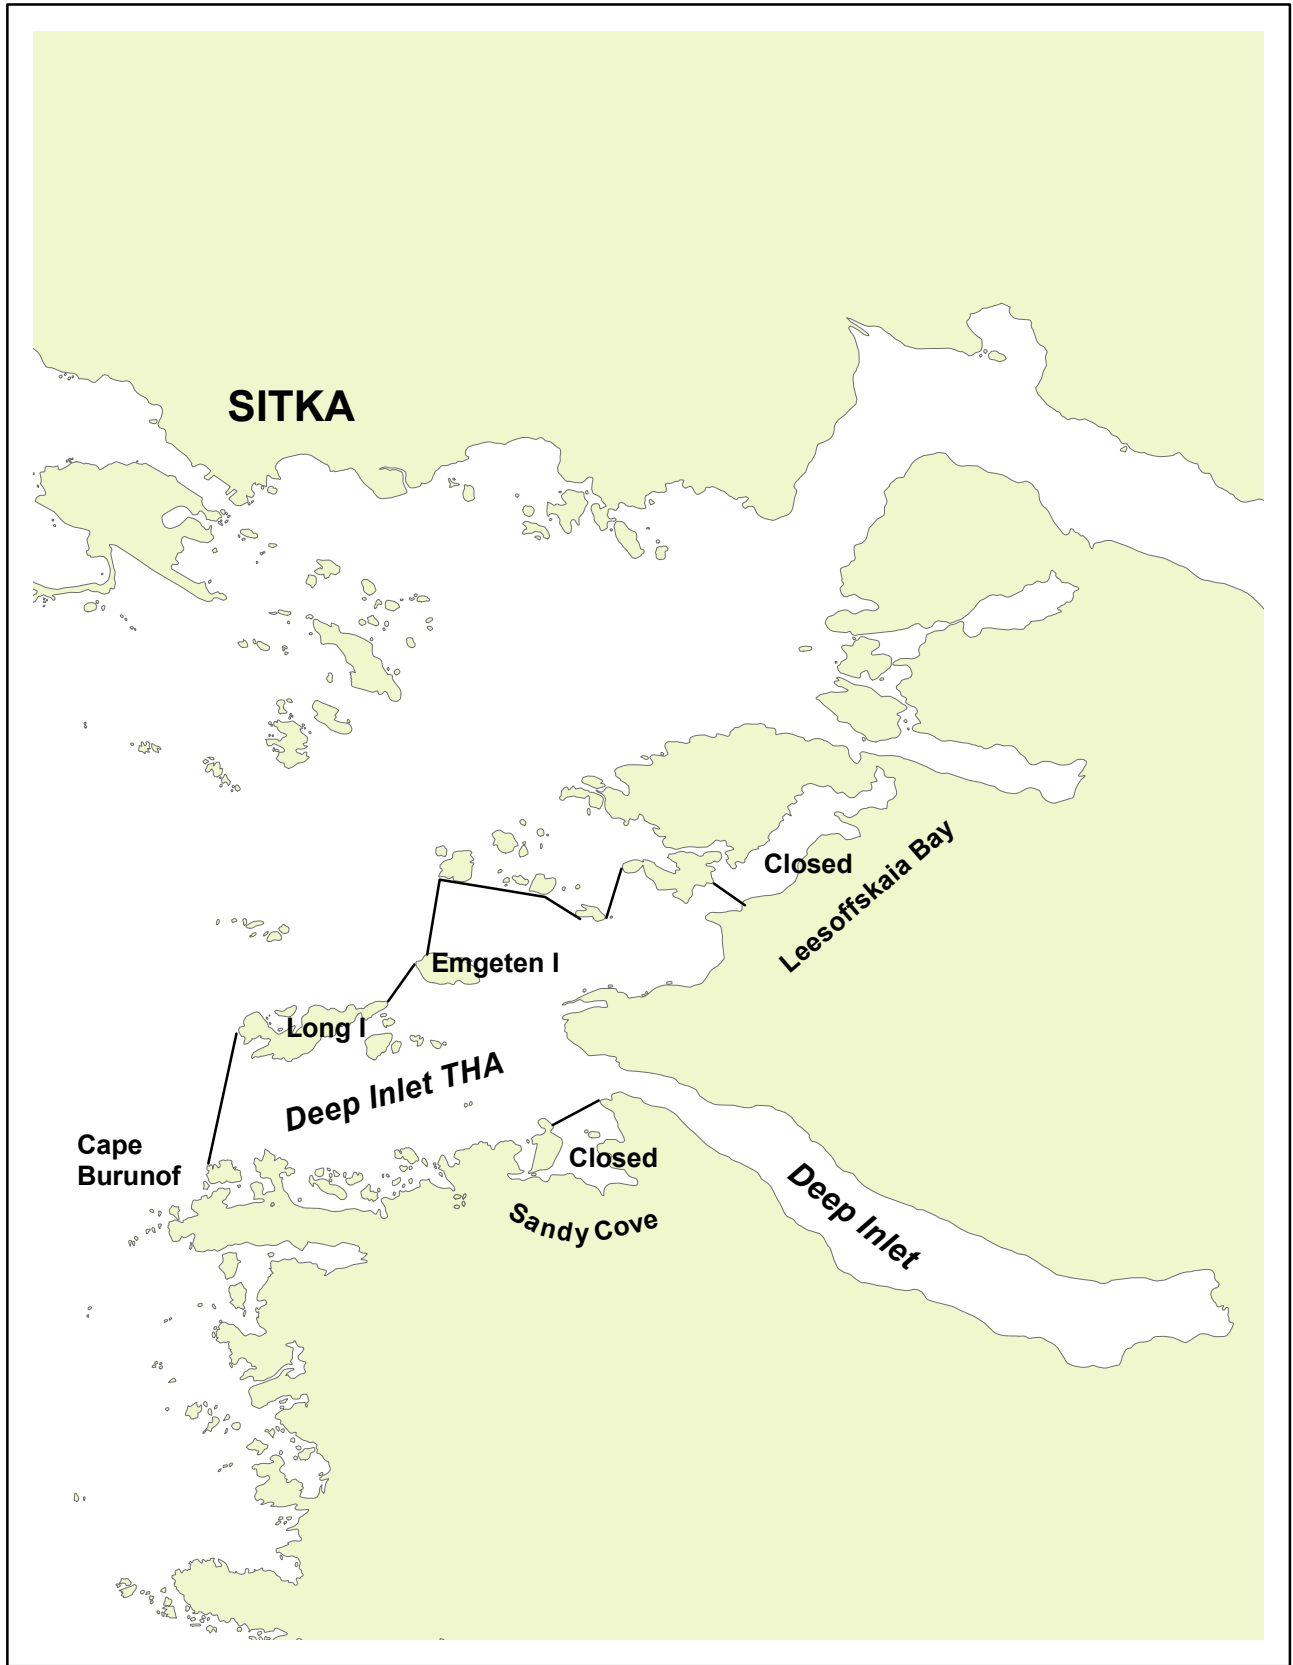 SITKA
Closed
Leesoffskaia Bay
Emgeten I
Long I
Deep Inlet THA
Cape
Burunof
Closed
Sandy Cove
Deep Inlet